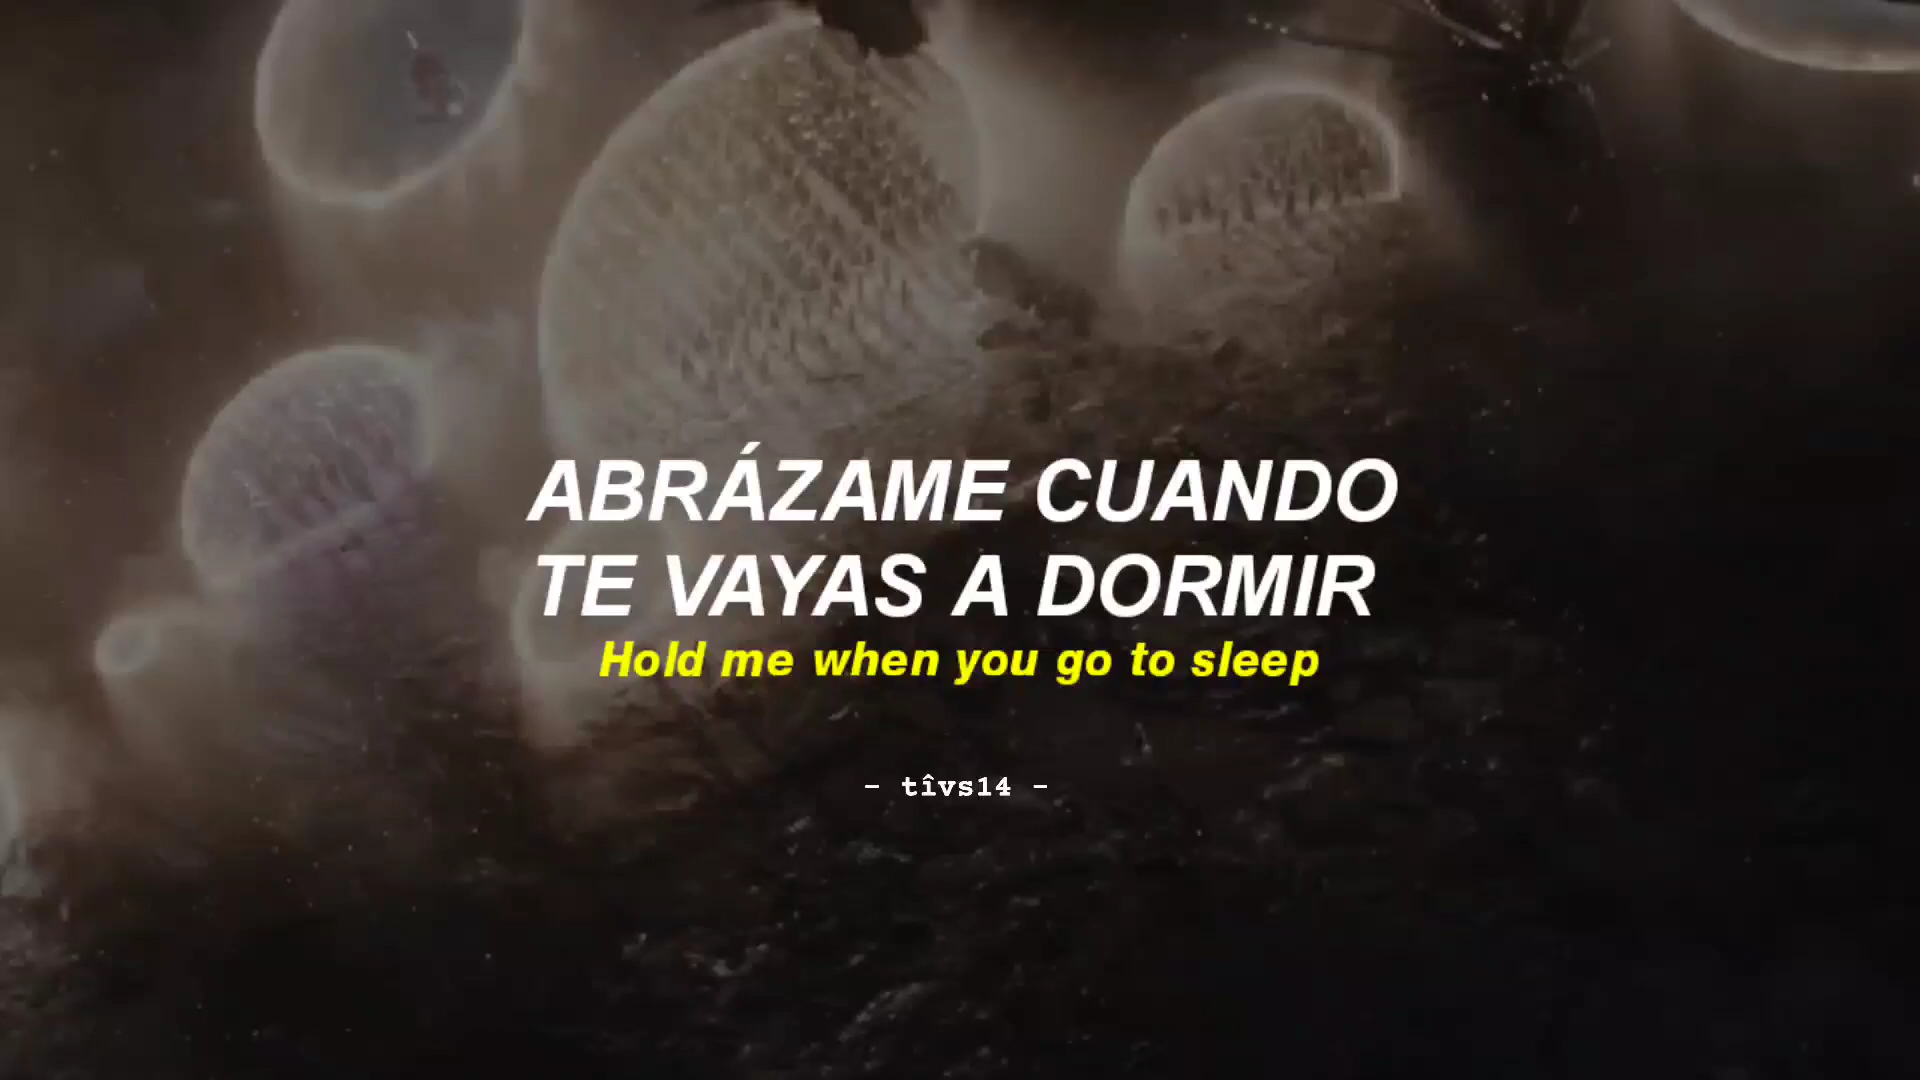 ABRÁZAME CUANDO
TE VAYAS A DORMIR
Hold me when you go to sleep
- tîvs14 -